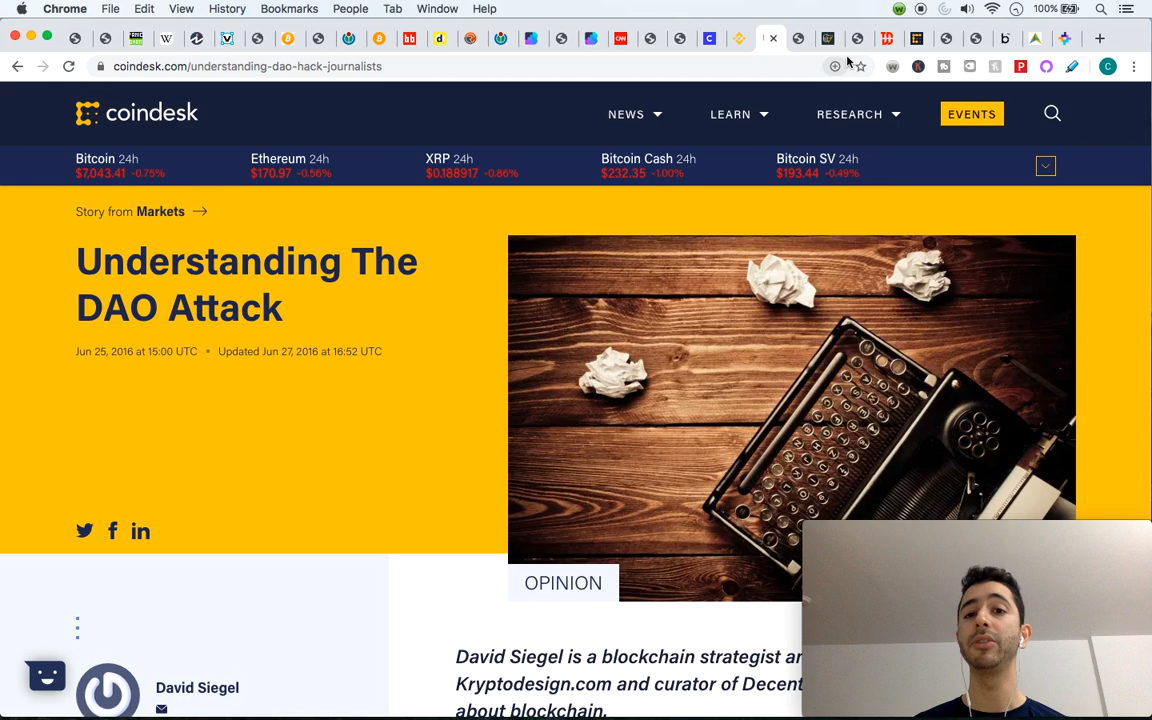 Chrome File Edit View History Bookmarks People Tab Window Help 100%
coindesk.com/understanding-dao-hack-journalists
coindesk NEWS LEARN RESEARCH EVENTS
Bitcoin 24h Ethereum 24h XRP 24h Bitcoin Cash 24h Bitcoin SV 24h
$7,043.41 -0.75% $170.97 -0.56% $0.188917 -0.86% $232.35 -1.00% $193.44 -0.49%
Story from Markets →
Understanding The
DAO Attack
Jun 25, 2016 at 15:00 UTC • Updated Jun 27, 2016 at 16:52 UTC
OPINION
David Siegel is a blockchain strategist
Kryptodesign.com and curator of
about blockchain.
David Siegel